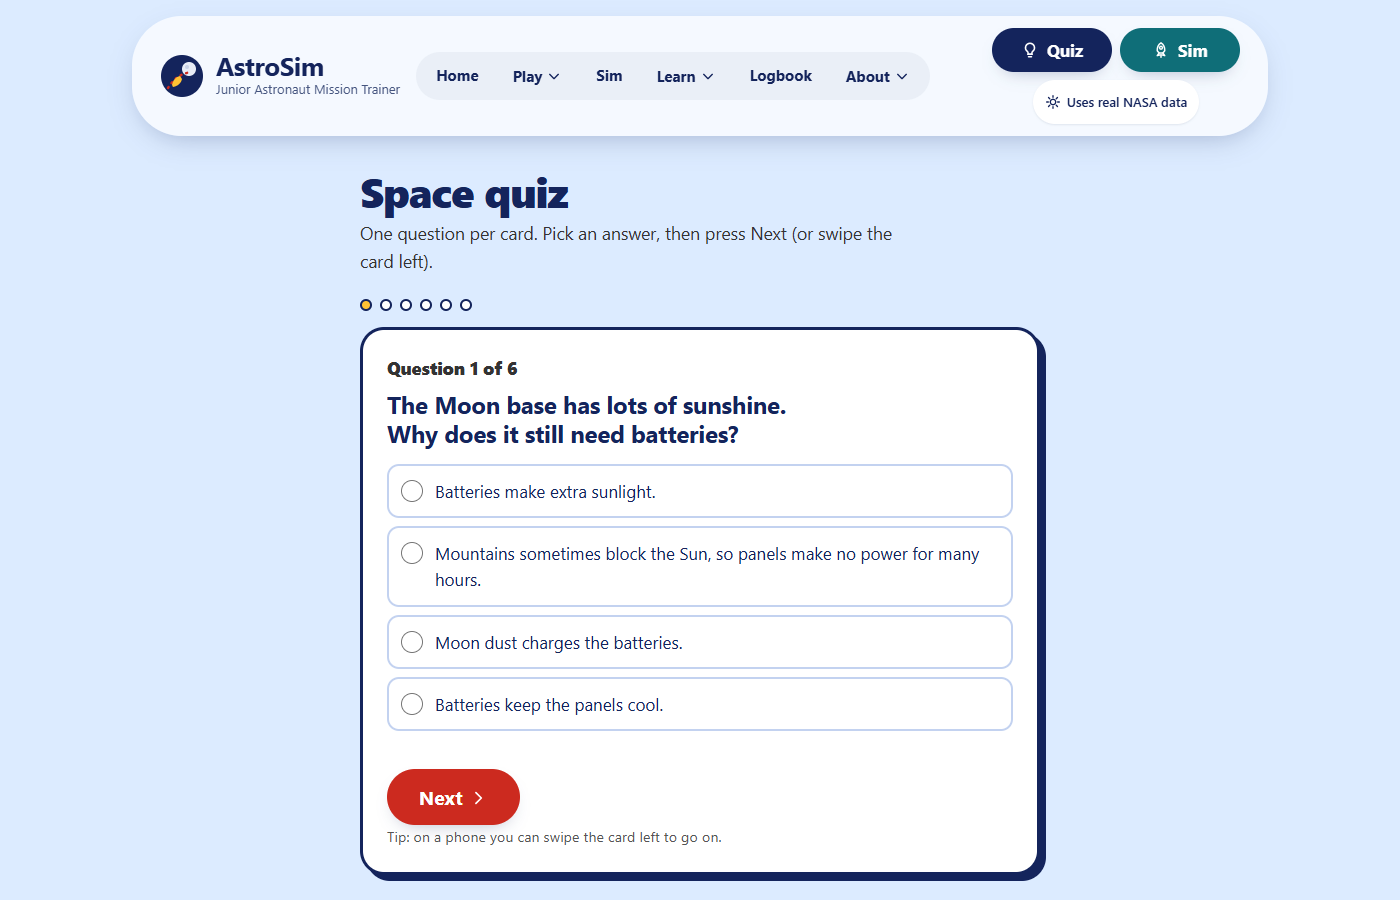 AstroSim
Junior Astronaut Mission Trainer
Home
Play
Sim
Learn
Logbook
About
Quiz
Sim
Uses real NASA data
Space quiz
One question per card. Pick an answer, then press Next (or swipe the
card left).
Question 1 of 6
The Moon base has lots of sunshine.
Why does it still need batteries?
Batteries make extra sunlight.
Mountains sometimes block the Sun, so panels make no power for many
hours.
Moon dust charges the batteries.
Batteries keep the panels cool.
Next
Tip: on a phone you can swipe the card left to go on.